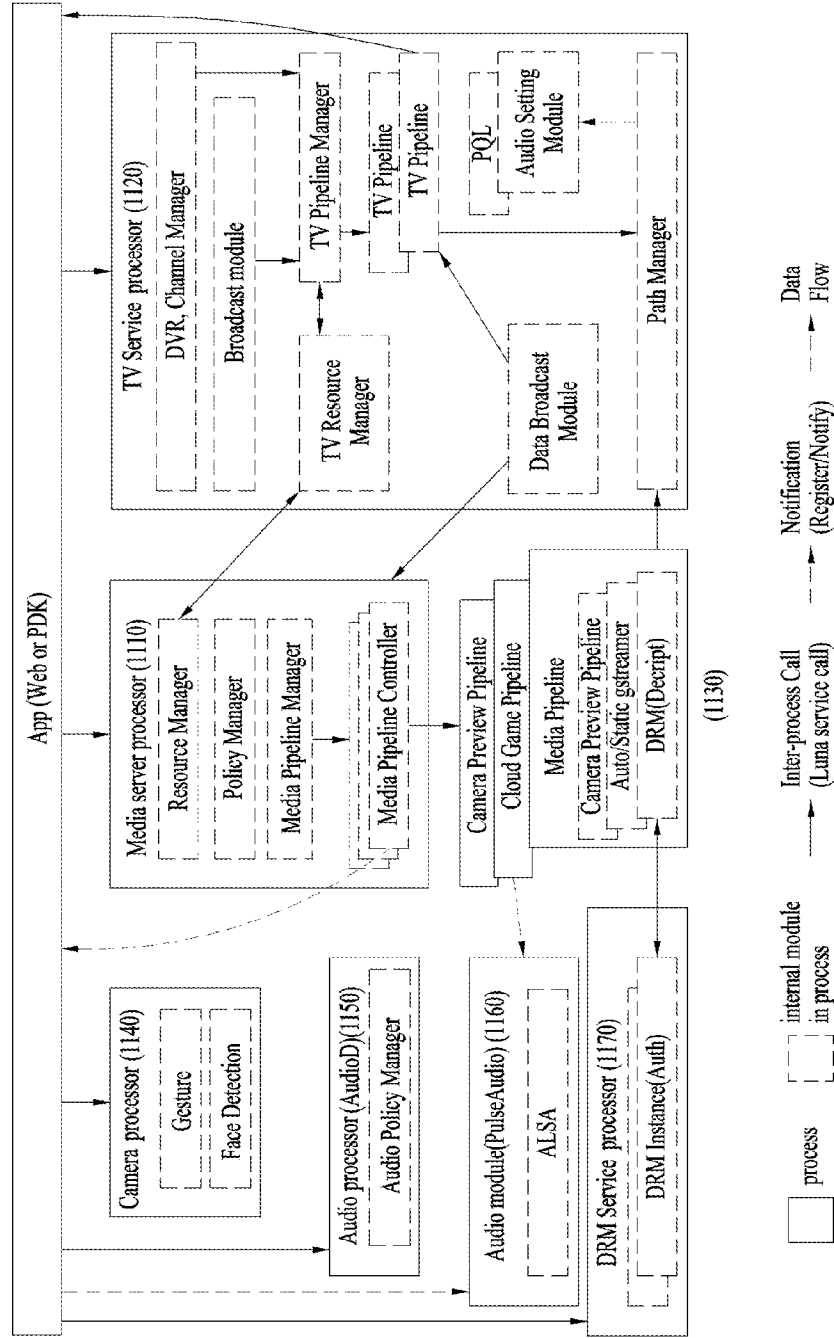 App (Web or PDK)
Camera processor (1140)
Gesture
Face Detection
Audio processor (AudioD)(1150)
Audio Policy Manager
Audio module(PulseAudio) (1160)
ALSA
DRM Service processor (1170)
DRM Instance(Auth)
Media server processor (1110)
Resource Manager
Policy Manager
Media Pipeline Manager
Media Pipeline Controller
Camera Preview Pipeline
Cloud Game Pipeline
Media Pipeline
Camera Preview Pipeline
Auto/Static gstreamer
DRM(Decript)
(1130)
TV Service processor (1120)
DVR, Channel Manager
Broadcast module
TV Resource
Manager
TV Pipeline Manager
TV Pipeline
TV Pipeline
Data Broadcast
Module
PQL
Audio Setting
Module
Path Manager
process
internal module
in process
Inter-process Call
(Luna service call)
Notification
(Register/Notify)
Data
Flow